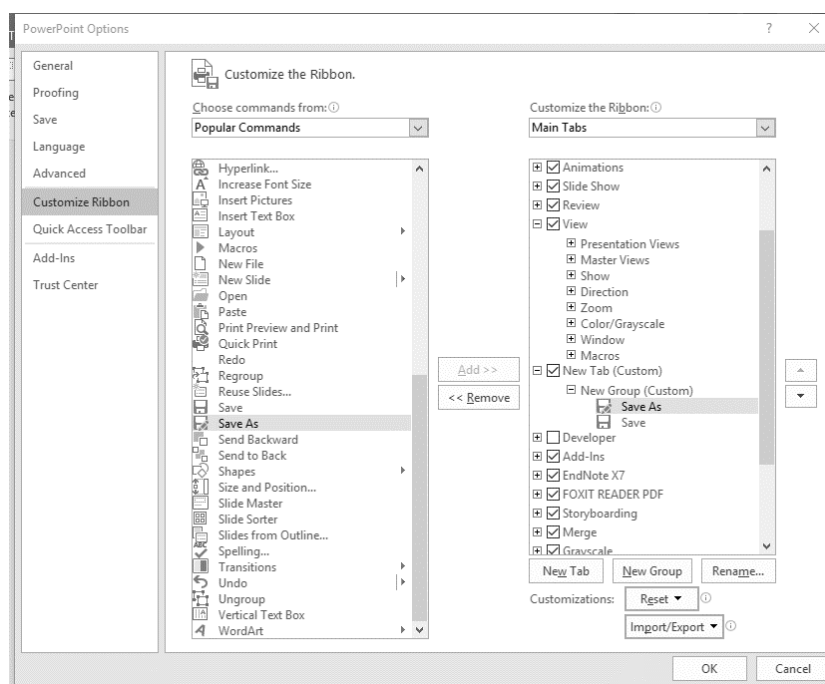 PowerPoint Options
General
Proofing
Save
Language
Advanced
Customize Ribbon
Quick Access Toolbar
Add-Ins
Trust Center
Customize the Ribbon.
Choose commands from:
Popular Commands
Hyperlink...
Increase Font Size
Insert Pictures
Insert Text Box
Layout
Macros
New File
New Slide
Open
Paste
Print Preview and Print
Quick Print
Redo
Regroup
Reuse Slides...
Save
Save As
Send Backward
Send to Back
Shapes
Size and Position...
Slide Master
Slide Sorter
Slides from Outline...
Spelling...
Transitions
Undo
Ungroup
Vertical Text Box
WordArt
Add >>
<< Remove
Customize the Ribbon:
Main Tabs
Animations
Slide Show
Review
View
Presentation Views
Master Views
Show
Direction
Zoom
Color/Grayscale
Window
Macros
New Tab (Custom)
New Group (Custom)
Save As
Save
Developer
Add-Ins
EndNote X7
FOXIT READER PDF
Storyboarding
Merge
Grayscale
New Tab
New Group
Rename...
Customizations:
Reset
Import/Export
OK
Cancel